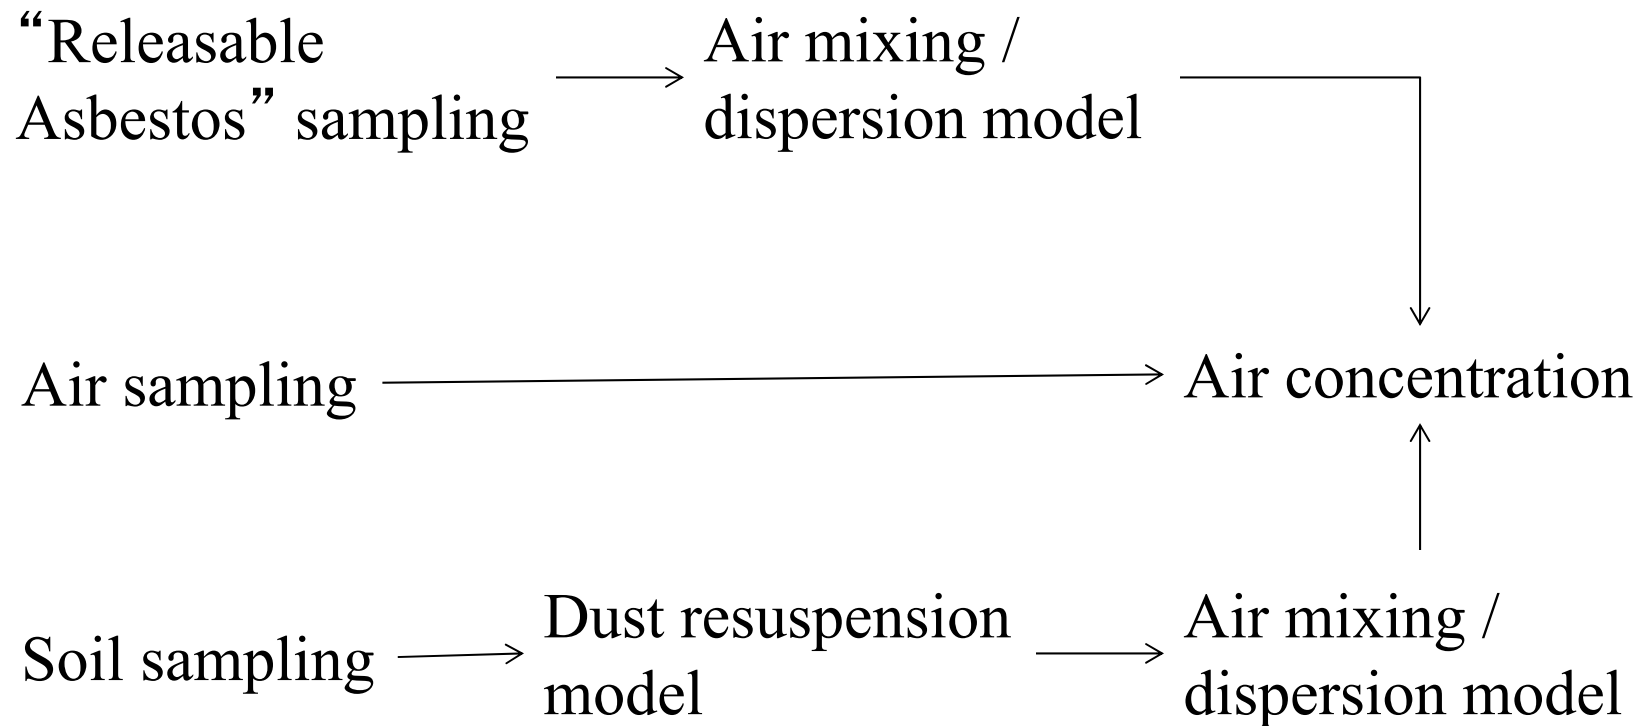 “Releasable
Asbestos” sampling
Air mixing /
dispersion model
Air sampling
Air concentration
Soil sampling
Dust resuspension
model
Air mixing /
dispersion model